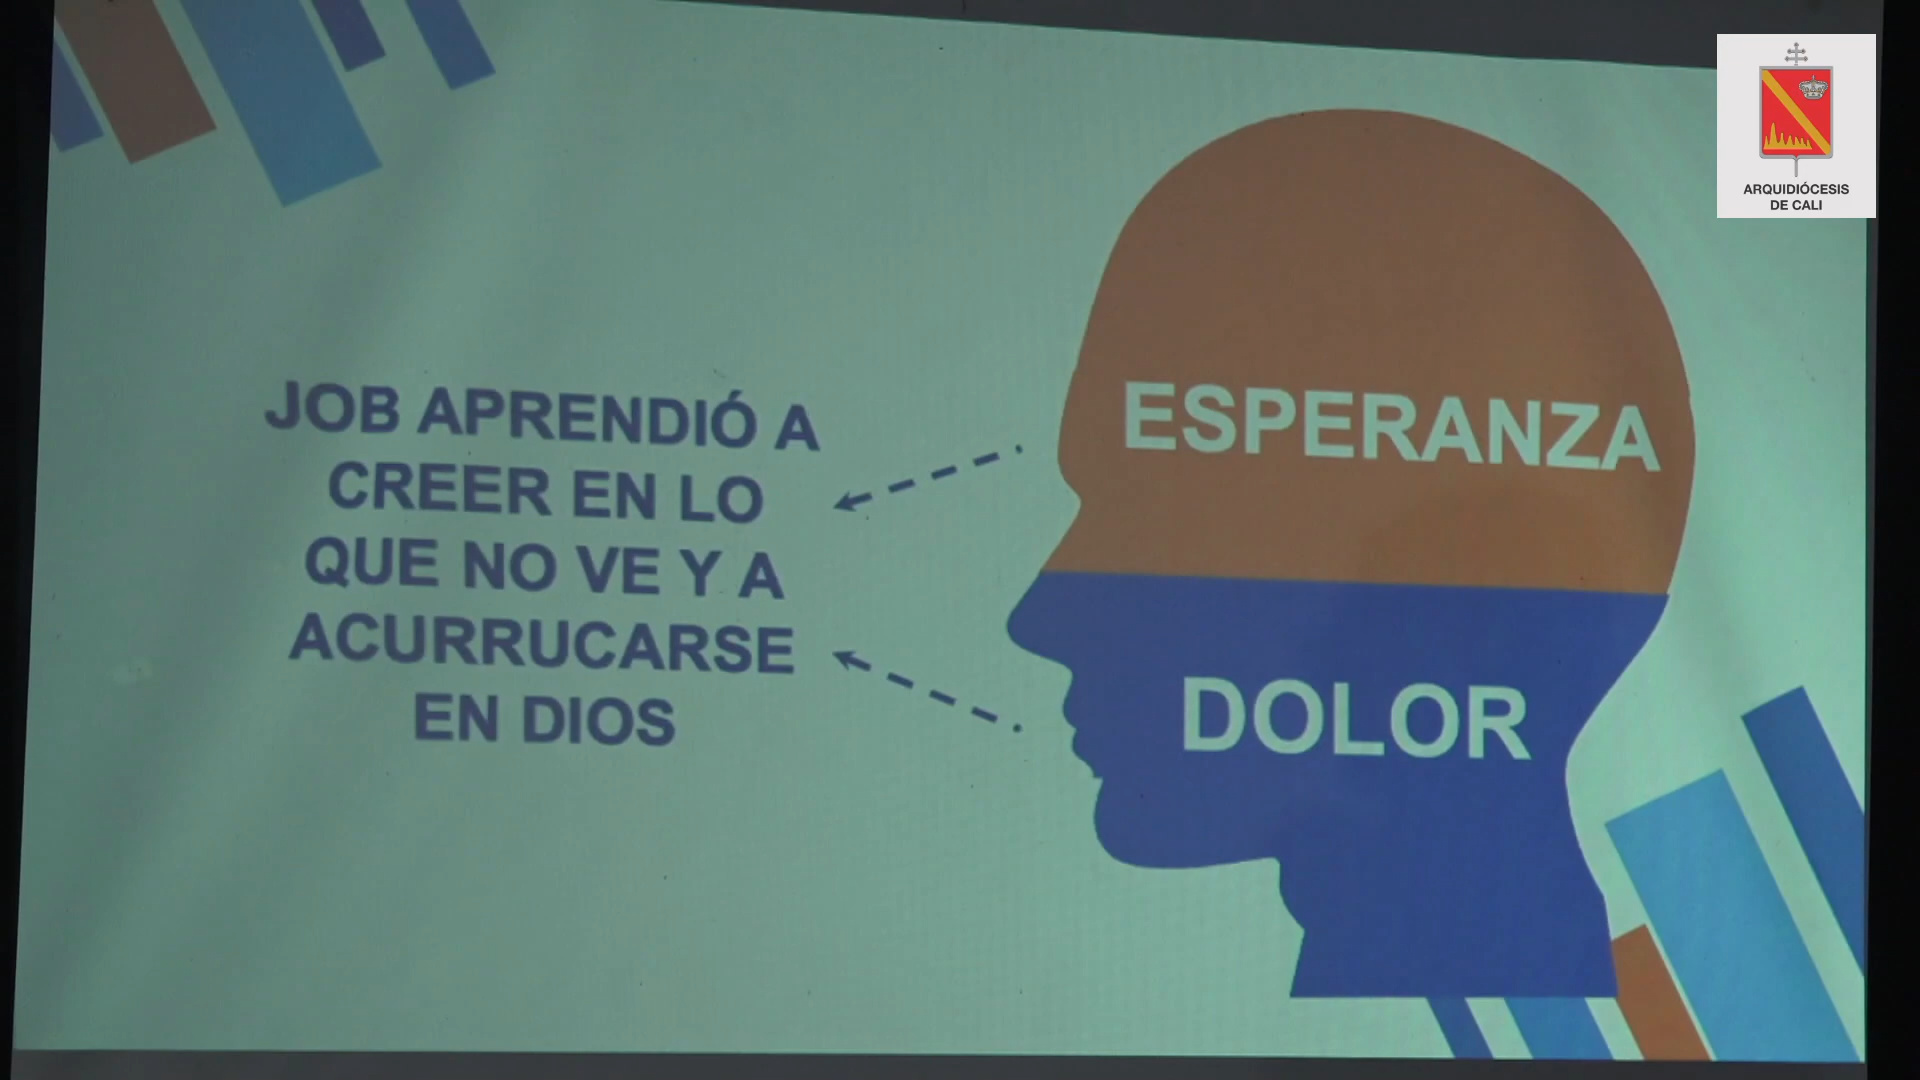 JOB APRENDIÓ A
CREER EN LO
QUE NO VE Y A
ACURRUCARSE
EN DIOS
ESPERANZA
DOLOR
ARQUIDIÓCESIS
DE CALI